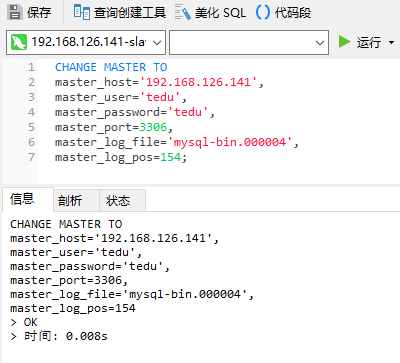 保存 查询创建工具 美化 SQL () 代码段
192.168.126.141-sla 运行
1 CHANGE MASTER TO
2 master_host='192.168.126.141',
3 master_user='tedu',
4 master_password='tedu',
5 master_port=3306,
6 master_log_file='mysql-bin.000004',
7 master_log_pos=154;
信息 剖析 状态
CHANGE MASTER TO
master_host='192.168.126.141',
master_user='tedu',
master_password='tedu',
master_port=3306,
master_log_file='mysql-bin.000004',
master_log_pos=154
> OK
> 时间: 0.008s